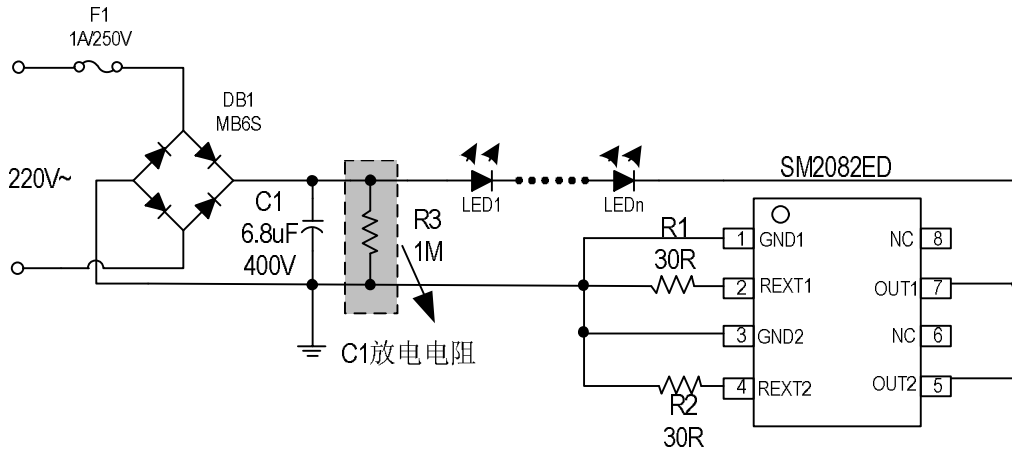 F1
1A/250V
DB1
MB6S
220V~
C1
6.8uF
400V
R3
1M
C1放电电阻
LED1
LEDn
SM2082ED
R1
30R
R2
30R
1 GND1
2 REXT1
3 GND2
4 REXT2
NC 8
OUT1 7
NC 6
OUT2 5